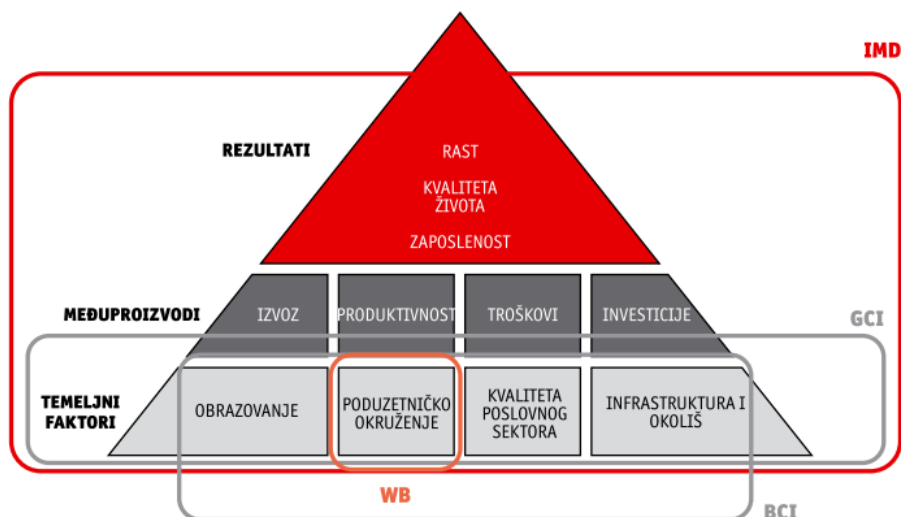 IMD
REZULTATI
RAST
KVALITETA
ŽIVOTA
ZAPOSLENOST
MEĐUPROIZVODI
IZVOZ
PRODUKTIVNOST
TROŠKOVI
INVESTICIJE
GCI
TEMELJNI
FAKTORI
OBRAZOVANJE
PODUZETNIČKO
OKRUŽENJE
KVALITETA
POSLOVNOG
SEKTORA
INFRASTRUKTURA I
OKOLIŠ
WB
BCI